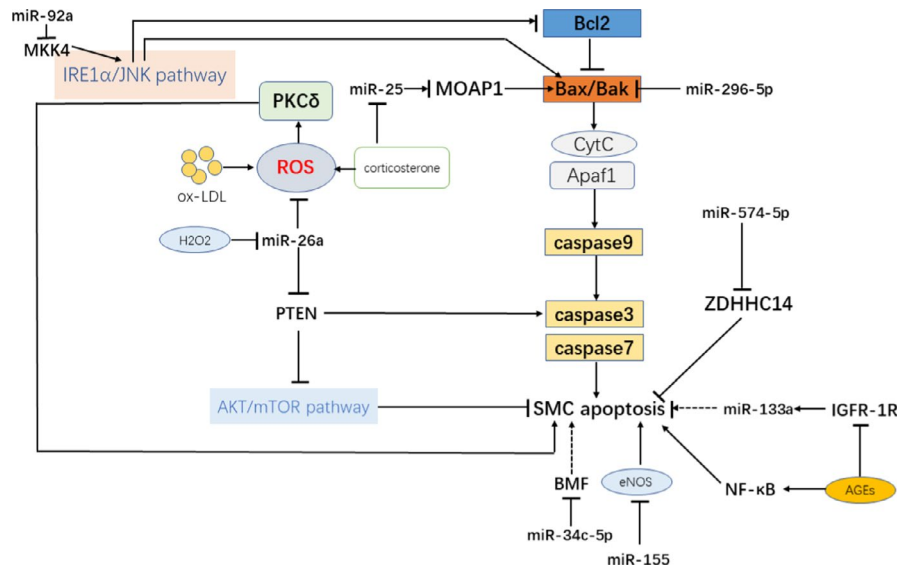 miR-92a
MKK4
IRE1α/JNK pathway
Bcl2
PKCδ
miR-25
MOAP1
Bax/Bak
miR-296-5p
CytC
Apaf1
ROS
corticosterone
ox-LDL
miR-574-5p
H2O2
miR-26a
caspase9
PTEN
caspase3
ZDHHC14
caspase7
AKT/mTOR pathway
SMC apoptosis
miR-133a
IGFR-1R
BMF
eNOS
NF-κB
AGEs
miR-34c-5p
miR-155